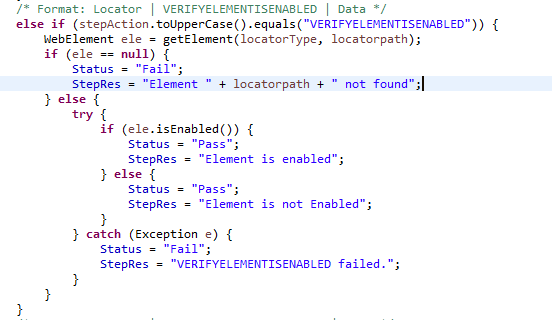 /* Format: Locator | VERIFYELEMENTISENABLED | Data */
else if (stepAction.toUpperCase().equals("VERIFYELEMENTISENABLED")) {
WebElement ele = getElement(locatorType, locatorpath);
if (ele == null) {
Status = "Fail";
StepRes = "Element " + locatorpath + " not found";
} else {
try {
if (ele.isEnabled()) {
Status = "Pass";
StepRes = "Element is enabled";
} else {
Status = "Pass";
StepRes = "Element is not Enabled";
}
} catch (Exception e) {
Status = "Fail";
StepRes = "VERIFYELEMENTISENABLED failed.";
}
}
}